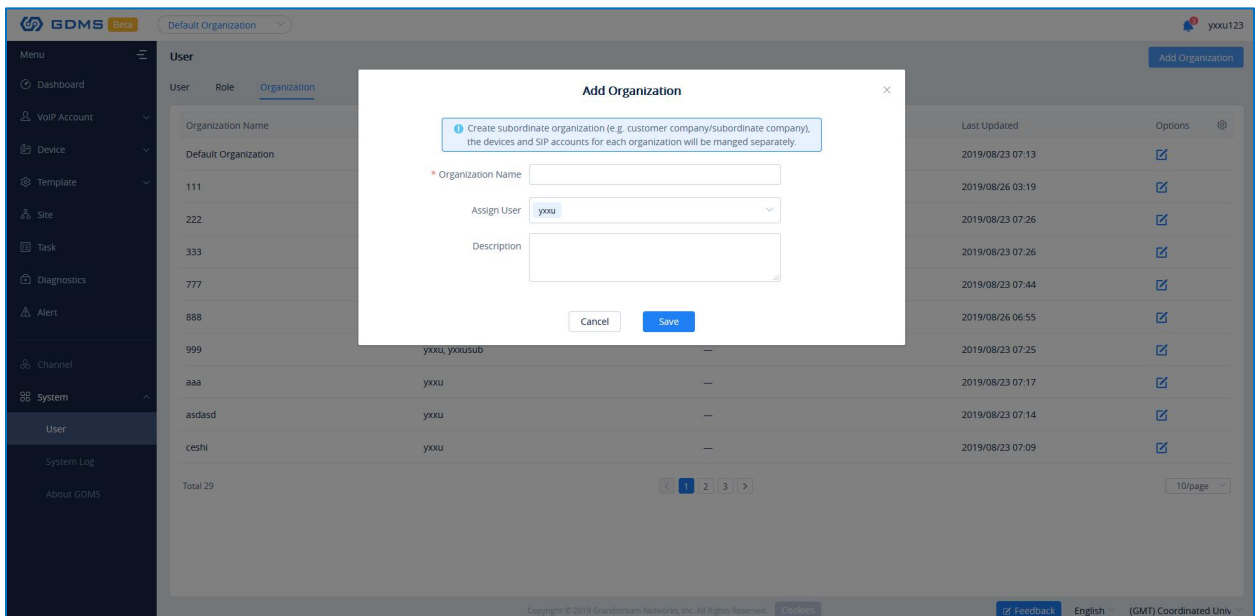 GDMS Beta
Default Organization
3
yxxu123
Menu
User
Add Organization
Dashboard
User Role Organization
Add Organization
VoIP Account
Organization Name
Create subordinate organization (e.g. customer company/subordinate company),
the devices and SIP accounts for each organization will be manged separately.
Last Updated Options
Device
Default Organization
2019/08/23 07:13
* Organization Name
Template
111
2019/08/26 03:19
Site
222
Assign User yxxu
2019/08/23 07:26
Task
333
Description
2019/08/23 07:26
Diagnostics
777
2019/08/23 07:44
Alert
888
Cancel Save
2019/08/26 06:55
999 yxxu, yxxusub — 2019/08/23 07:25
Channel
aaa yxxu — 2019/08/23 07:17
System
asdasd yxxu — 2019/08/23 07:14
User
ceshi yxxu — 2019/08/23 07:09
System Log
Total 29
< 1 2 3 >
10/page
About GDMS
Copyright © 2019 Grandstream Networks, Inc. All Rights Reserved. Cookies
Feedback English (GMT) Coordinated Univ